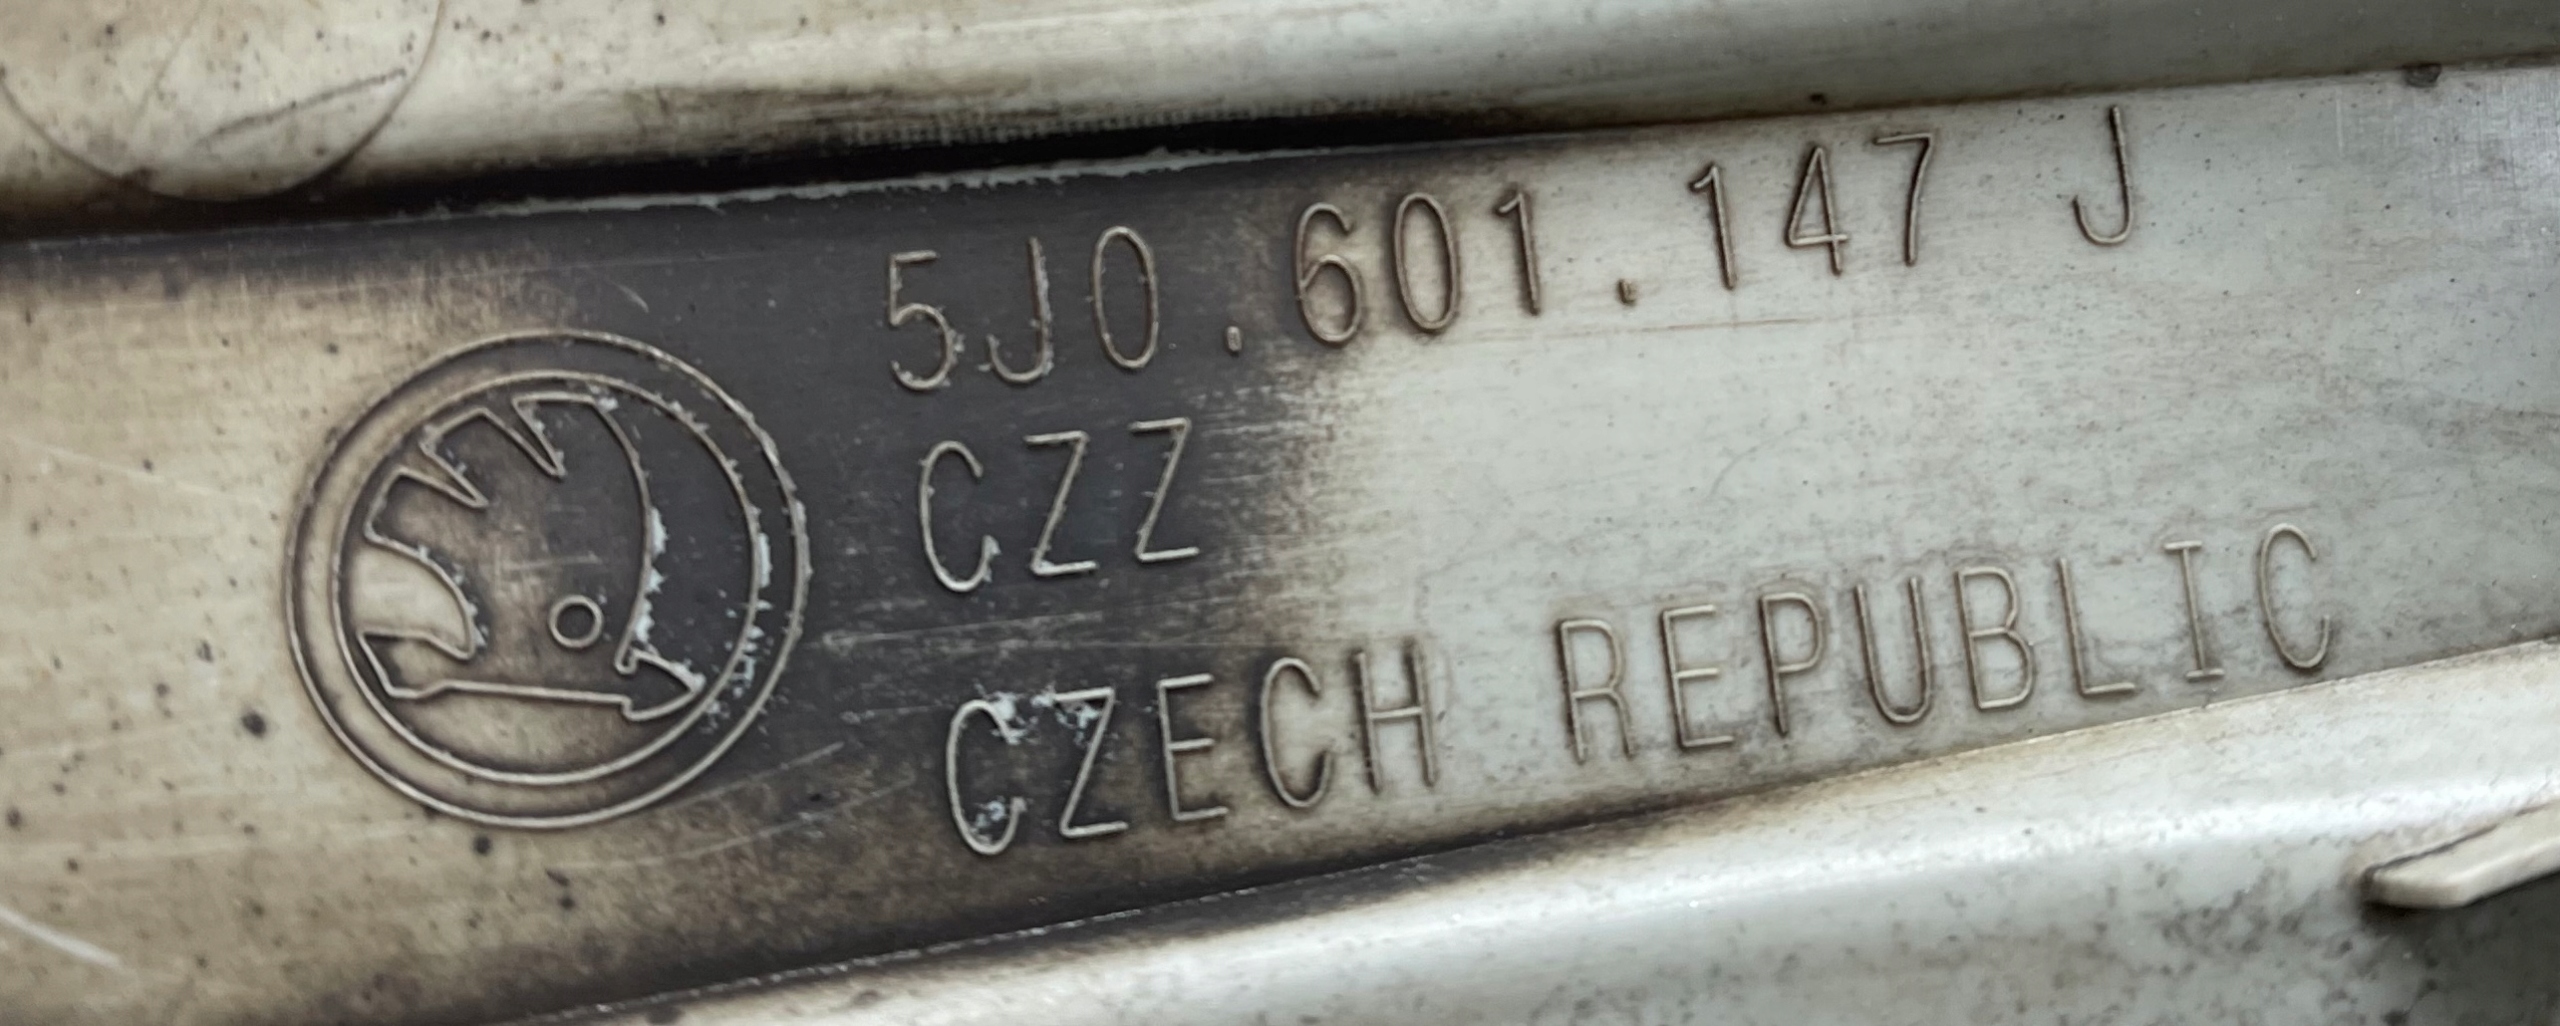 5J0.601.147 J
CZZ
CZECH REPUBLIC